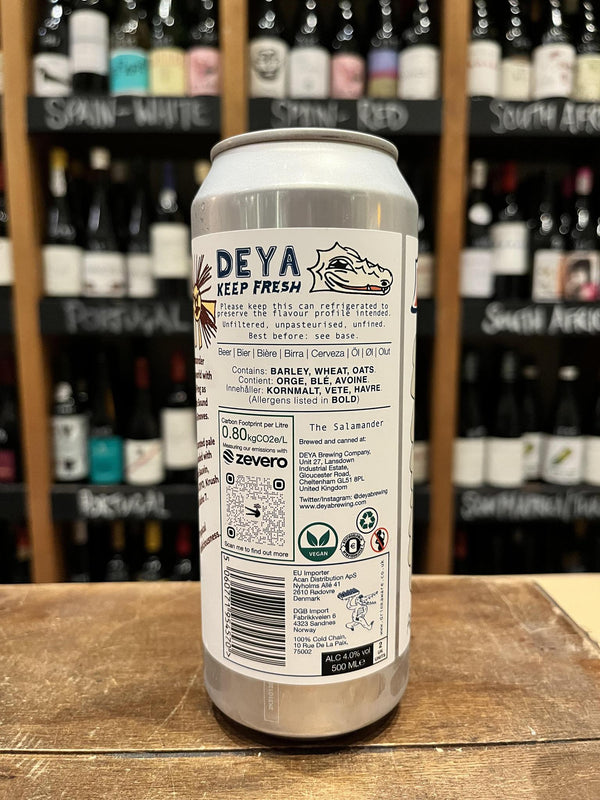 SPAIN-WHITE
SPAIN-RED
SOUTH AFRI
PORTUGAL
SOUTH AFRI
PORTUGAL
DEYA
KEEP FRESH
Please keep this can refrigerated to
preserve the flavour profile intended.
Unfiltered, unpasteurised, unfined.
Best before: see base.
Beer | Bier | Bière | Birra | Cerveza | Öl | Øl | Olut
Contains: BARLEY, WHEAT, OATS.
Contient: ORGE, BLÉ, AVOINE.
Innehåller: KORNMALT, VETE, HAVRE
(Allergens listed in BOLD)
Carbon Footprint per Litre
0.80kgCO2e/L
Measuring our emissions with
zevero
Scan me to find out more
The Salamander
Brewed and canned at:
DEYA Brewing Company,
Unit 27, Lansdown
Industrial Estate,
Gloucester Road,
Cheltenham GL51 8PL
United Kingdom
Twitter/Instagram: @deyabrewing
www.deyabrewing.com
VEGAN
EU Importer
Acan Distribution ApS
Nyholms Allé 41
2610 Rødovre
Denmark
DGB Import
Fabrikkveien 6
4323 Sandnes
Norway
100% Cold Chain,
10 Rue De La Paix,
75002
ALC 4.0% vol
500 ML℮